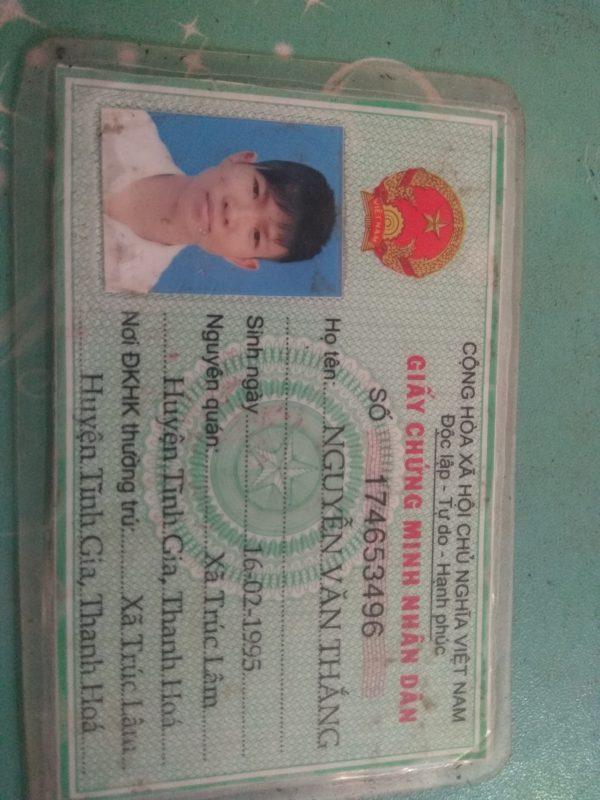 CỘNG HÒA XÃ HỘI CHỦ NGHĨA VIỆT NAM
Độc lập - Tự do - Hạnh phúc
GIẤY CHỨNG MINH NHÂN DÂN
SỐ 174653496
Họ tên: NGUYỄN VĂN THẮNG
Sinh ngày 16-02-1995
Nguyên quán: Xã Trúc Lâm
Huyện Tĩnh Gia, Thanh Hoá
Nơi ĐKHK thường trú: Xã Trúc Lâm
Huyện Tĩnh Gia, Thanh Hoá
VIỆT NAM